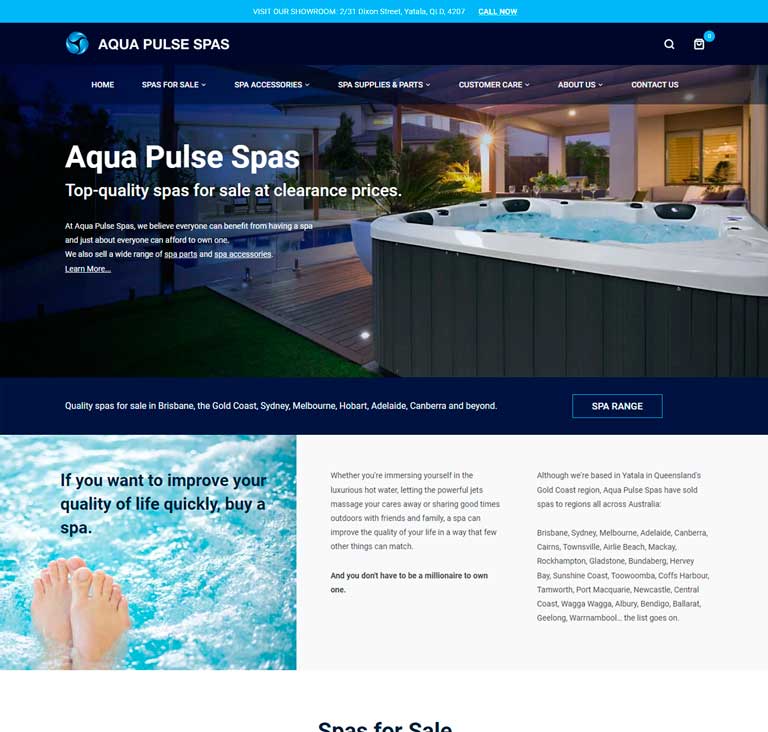 VISIT OUR SHOWROOM: 2/31 Dixon Street, Yatala, QLD, 4207 CALL NOW
AQUA PULSE SPAS
0
HOME SPAS FOR SALE SPA ACCESSORIES SPA SUPPLIES & PARTS CUSTOMER CARE ABOUT US CONTACT US
Aqua Pulse Spas
Top-quality spas for sale at clearance prices.
At Aqua Pulse Spas, we believe everyone can benefit from having a spa
and just about everyone can afford to own one.
We also sell a wide range of spa parts and spa accessories.
Learn More...
Quality spas for sale in Brisbane, the Gold Coast, Sydney, Melbourne, Hobart, Adelaide, Canberra and beyond.
SPA RANGE
If you want to improve your
quality of life quickly, buy a
spa.
Whether you're immersing yourself in the
luxurious hot water, letting the powerful jets
massage your cares away or sharing good times
outdoors with friends and family, a spa can
improve the quality of your life in a way that few
other things can match.
And you don't have to be a millionaire to own
one.
Although we're based in Yatala in Queensland's
Gold Coast region, Aqua Pulse Spas have sold
spas to regions all across Australia:
Brisbane, Sydney, Melbourne, Adelaide, Canberra,
Cairns, Townsville, Airlie Beach, Mackay,
Rockhampton, Gladstone, Bundaberg, Hervey
Bay, Sunshine Coast, Toowoomba, Coffs Harbour,
Tamworth, Port Macquarie, Newcastle, Central
Coast, Wagga Wagga, Albury, Bendigo, Ballarat,
Geelong, Warrnambool... the list goes on.
Spas for Sale